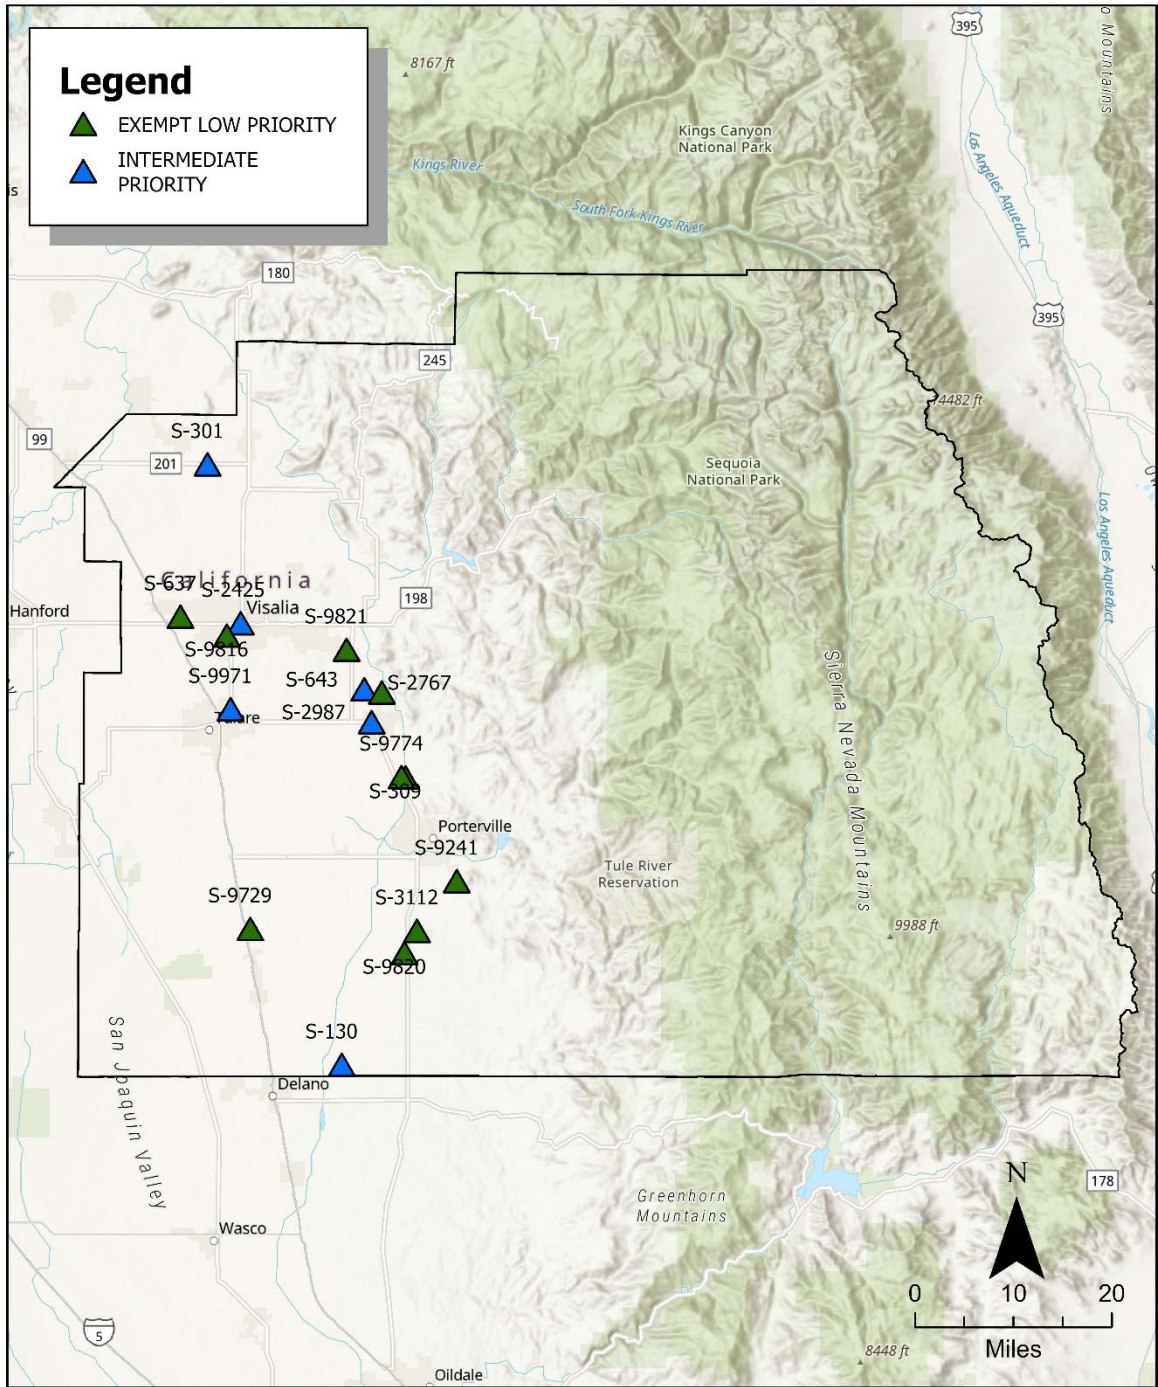 Legend
EXEMPT LOW PRIORITY
INTERMEDIATE
PRIORITY
395
8167 ft
Kings Canyon
National Park
Kings River
South Fork Kings River
Los Angeles Aqueduct
o Mountains
is
180
395
245
4482 ft
99
S-301
201
Sequoia
National Park
Los Angeles Aqueduct
California
S-637
S-2425
Hanford
Visalia
198
S-9821
S-9816
S-9971
S-643
S-2767
S-2987
Tulare
S-9774
S-309
Sierra Nevada Mountains
Porterville
S-9241
Tule River
Reservation
S-9729
S-3112
9988 ft
S-9820
San Joaquin Valley
S-130
Delano
N
178
Greenhorn
Mountains
Wasco
0 10 20
Miles
5
8448 ft
Oildale